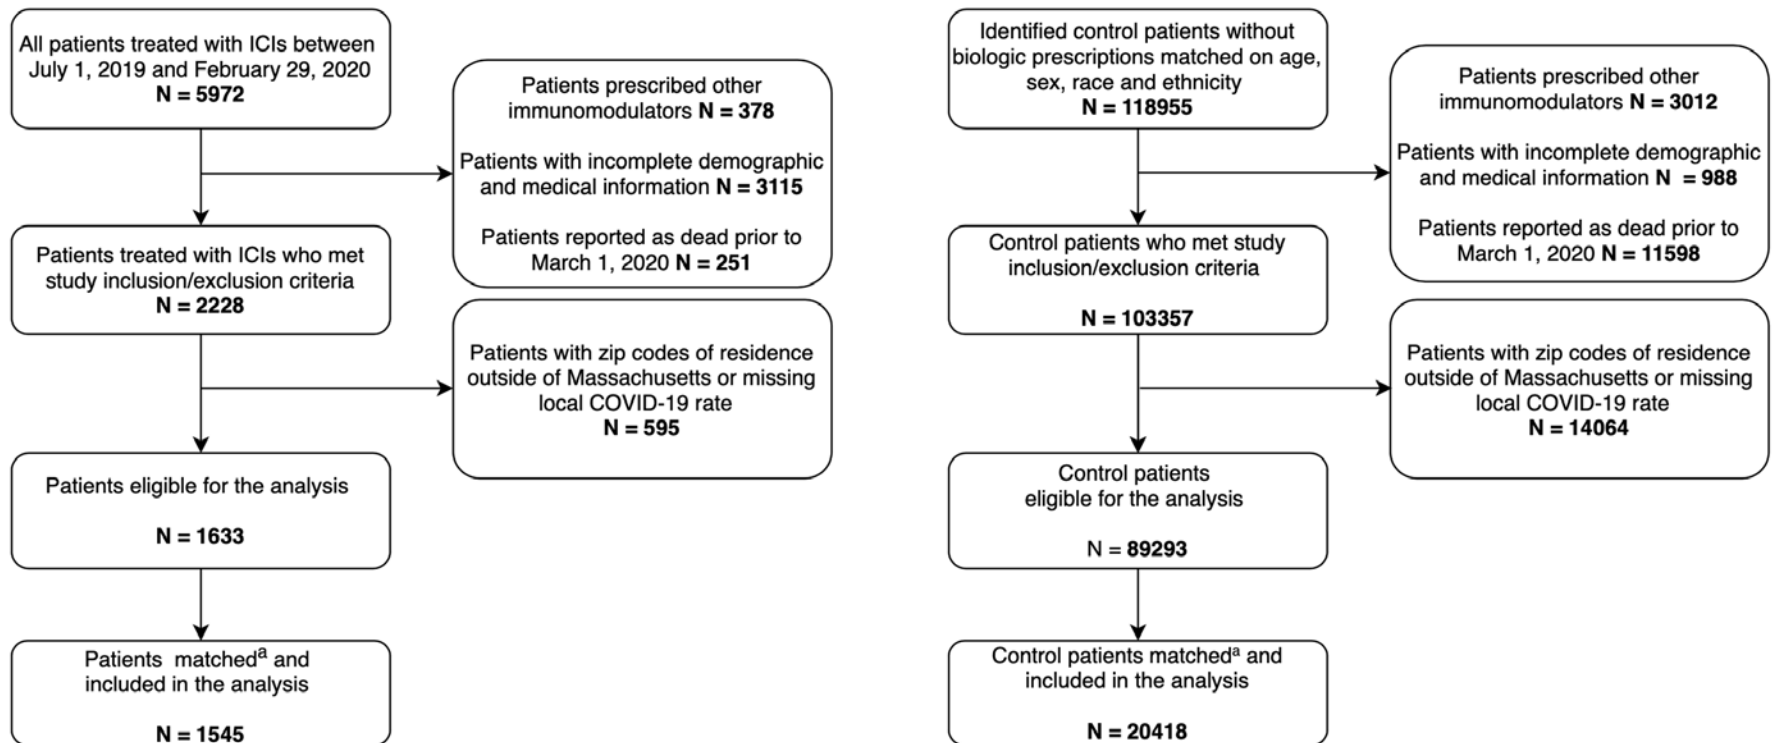 All patients treated with ICIs between
July 1, 2019 and February 29, 2020
N = 5972
Patients prescribed other
immunomodulators N = 378
Patients with incomplete demographic
and medical information N = 3115
Patients reported as dead prior to
March 1, 2020 N = 251
Patients treated with ICIs who met
study inclusion/exclusion criteria
N = 2228
Patients with zip codes of residence
outside of Massachusetts or missing
local COVID-19 rate
N = 595
Patients eligible for the analysis
N = 1633
Patients matchedᵃ and
included in the analysis
N = 1545
Identified control patients without
biologic prescriptions matched on age,
sex, race and ethnicity
N = 118955
Patients prescribed other
immunomodulators N = 3012
Patients with incomplete demographic
and medical information N = 988
Patients reported as dead prior to
March 1, 2020 N = 11598
Control patients who met study
inclusion/exclusion criteria
N = 103357
Patients with zip codes of residence
outside of Massachusetts or missing
local COVID-19 rate
N = 14064
Control patients
eligible for the analysis
N = 89293
Control patients matchedᵃ and
included in the analysis
N = 20418